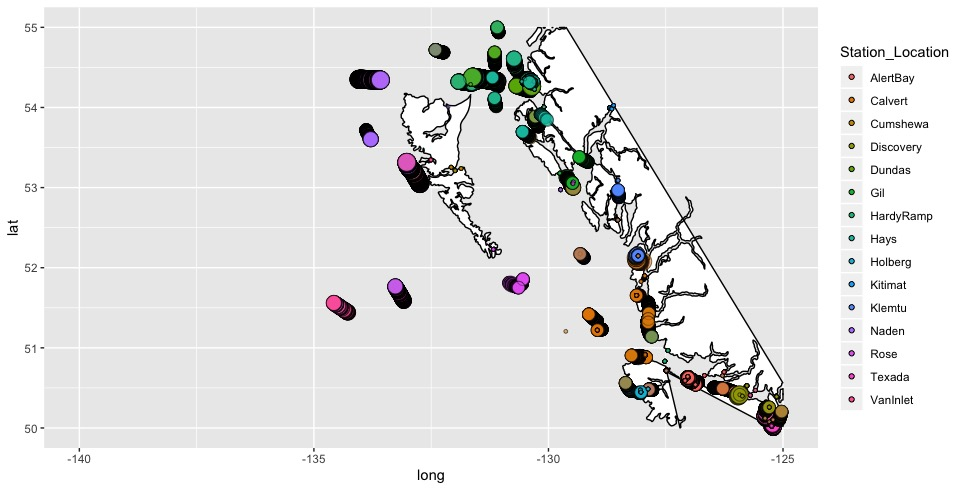 55
54
53
52
51
50
lat
-140
-135
-130
-125
long
Station_Location
AlertBay
Calvert
Cumshewa
Discovery
Dundas
Gil
HardyRamp
Hays
Holberg
Kitimat
Klemtu
Naden
Rose
Texada
VanInlet